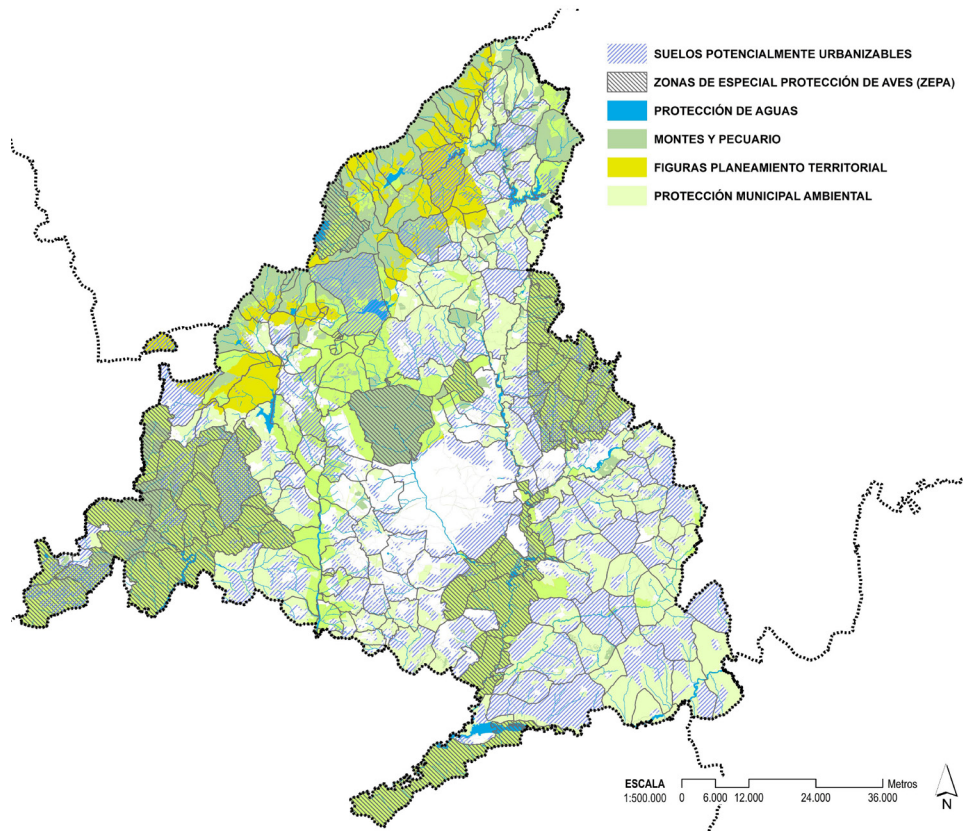 SUELOS POTENCIALMENTE URBANIZABLES
ZONAS DE ESPECIAL PROTECCIÓN DE AVES (ZEPA)
PROTECCIÓN DE AGUAS
MONTES Y PECUARIO
FIGURAS PLANEAMIENTO TERRITORIAL
PROTECCIÓN MUNICIPAL AMBIENTAL
ESCALA
1:500.000
Metros
0 6.000 12.000 24.000 36.000
N